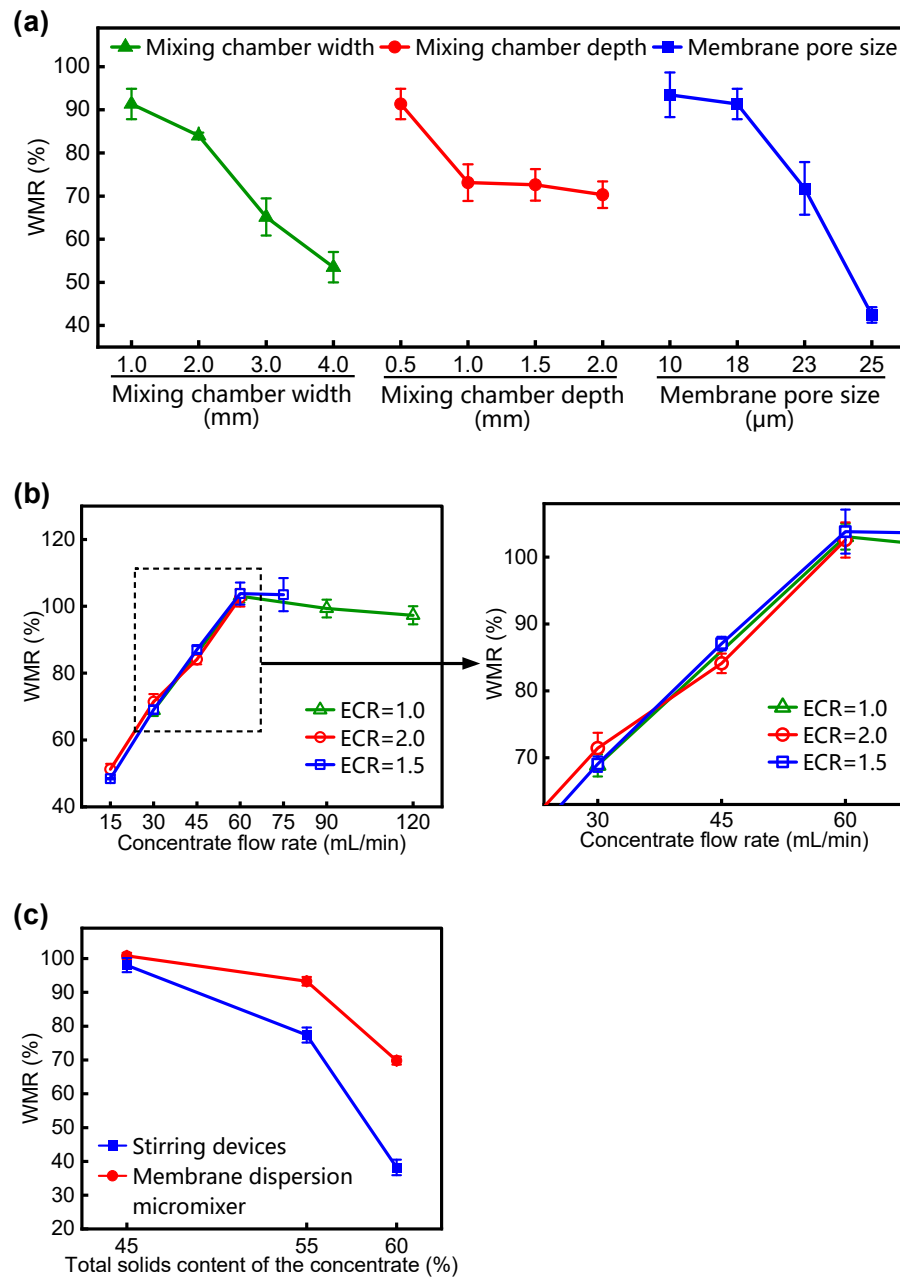 (a)
Mixing chamber width Mixing chamber depth Membrane pore size
100
90
80
70
60
50
40
WMR (%)
1.0 2.0 3.0 4.0 0.5 1.0 1.5 2.0 10 18 23 25
Mixing chamber width Mixing chamber depth Membrane pore size
(mm) (mm) (µm)
(b)
120
100
80
60
40
WMR (%)
ECR=1.0
ECR=2.0
ECR=1.5
15 30 45 60 75 90 120
Concentrate flow rate (mL/min)
100
90
80
70
WMR (%)
ECR=1.0
ECR=2.0
ECR=1.5
30 45 60
Concentrate flow rate (mL/min)
(c)
100
90
80
70
60
50
40
30
20
WMR (%)
Stirring devices
Membrane dispersion
micromixer
45 55 60
Total solids content of the concentrate (%)